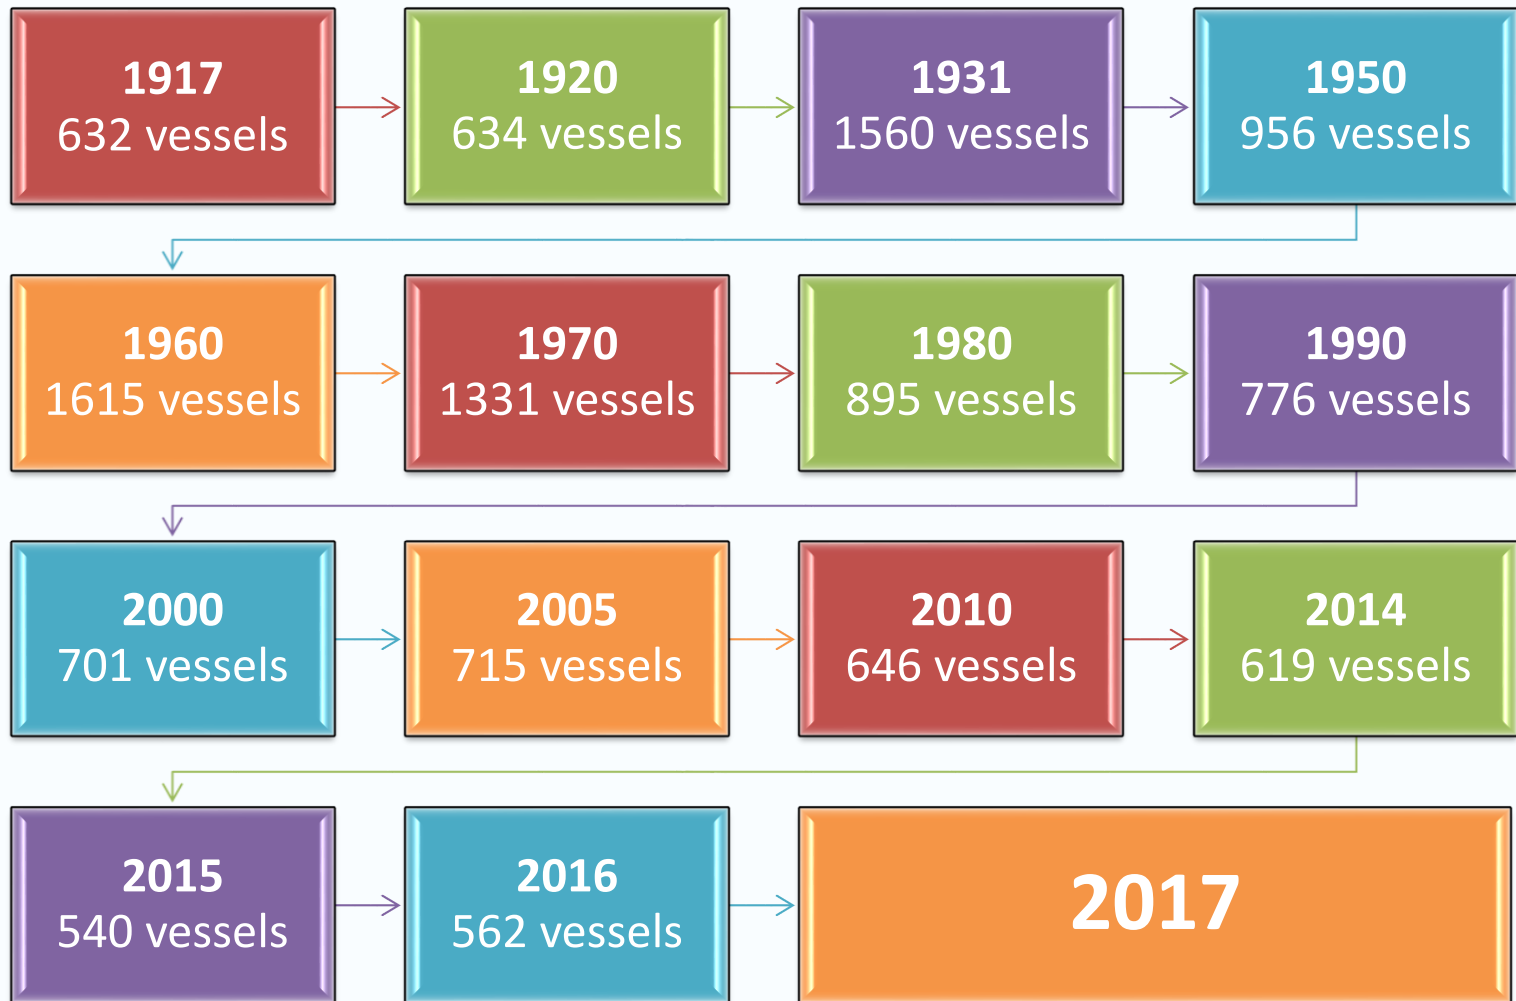 1917
632 vessels
1920
634 vessels
1931
1560 vessels
1950
956 vessels
1960
1615 vessels
1970
1331 vessels
1980
895 vessels
1990
776 vessels
2000
701 vessels
2005
715 vessels
2010
646 vessels
2014
619 vessels
2015
540 vessels
2016
562 vessels
2017